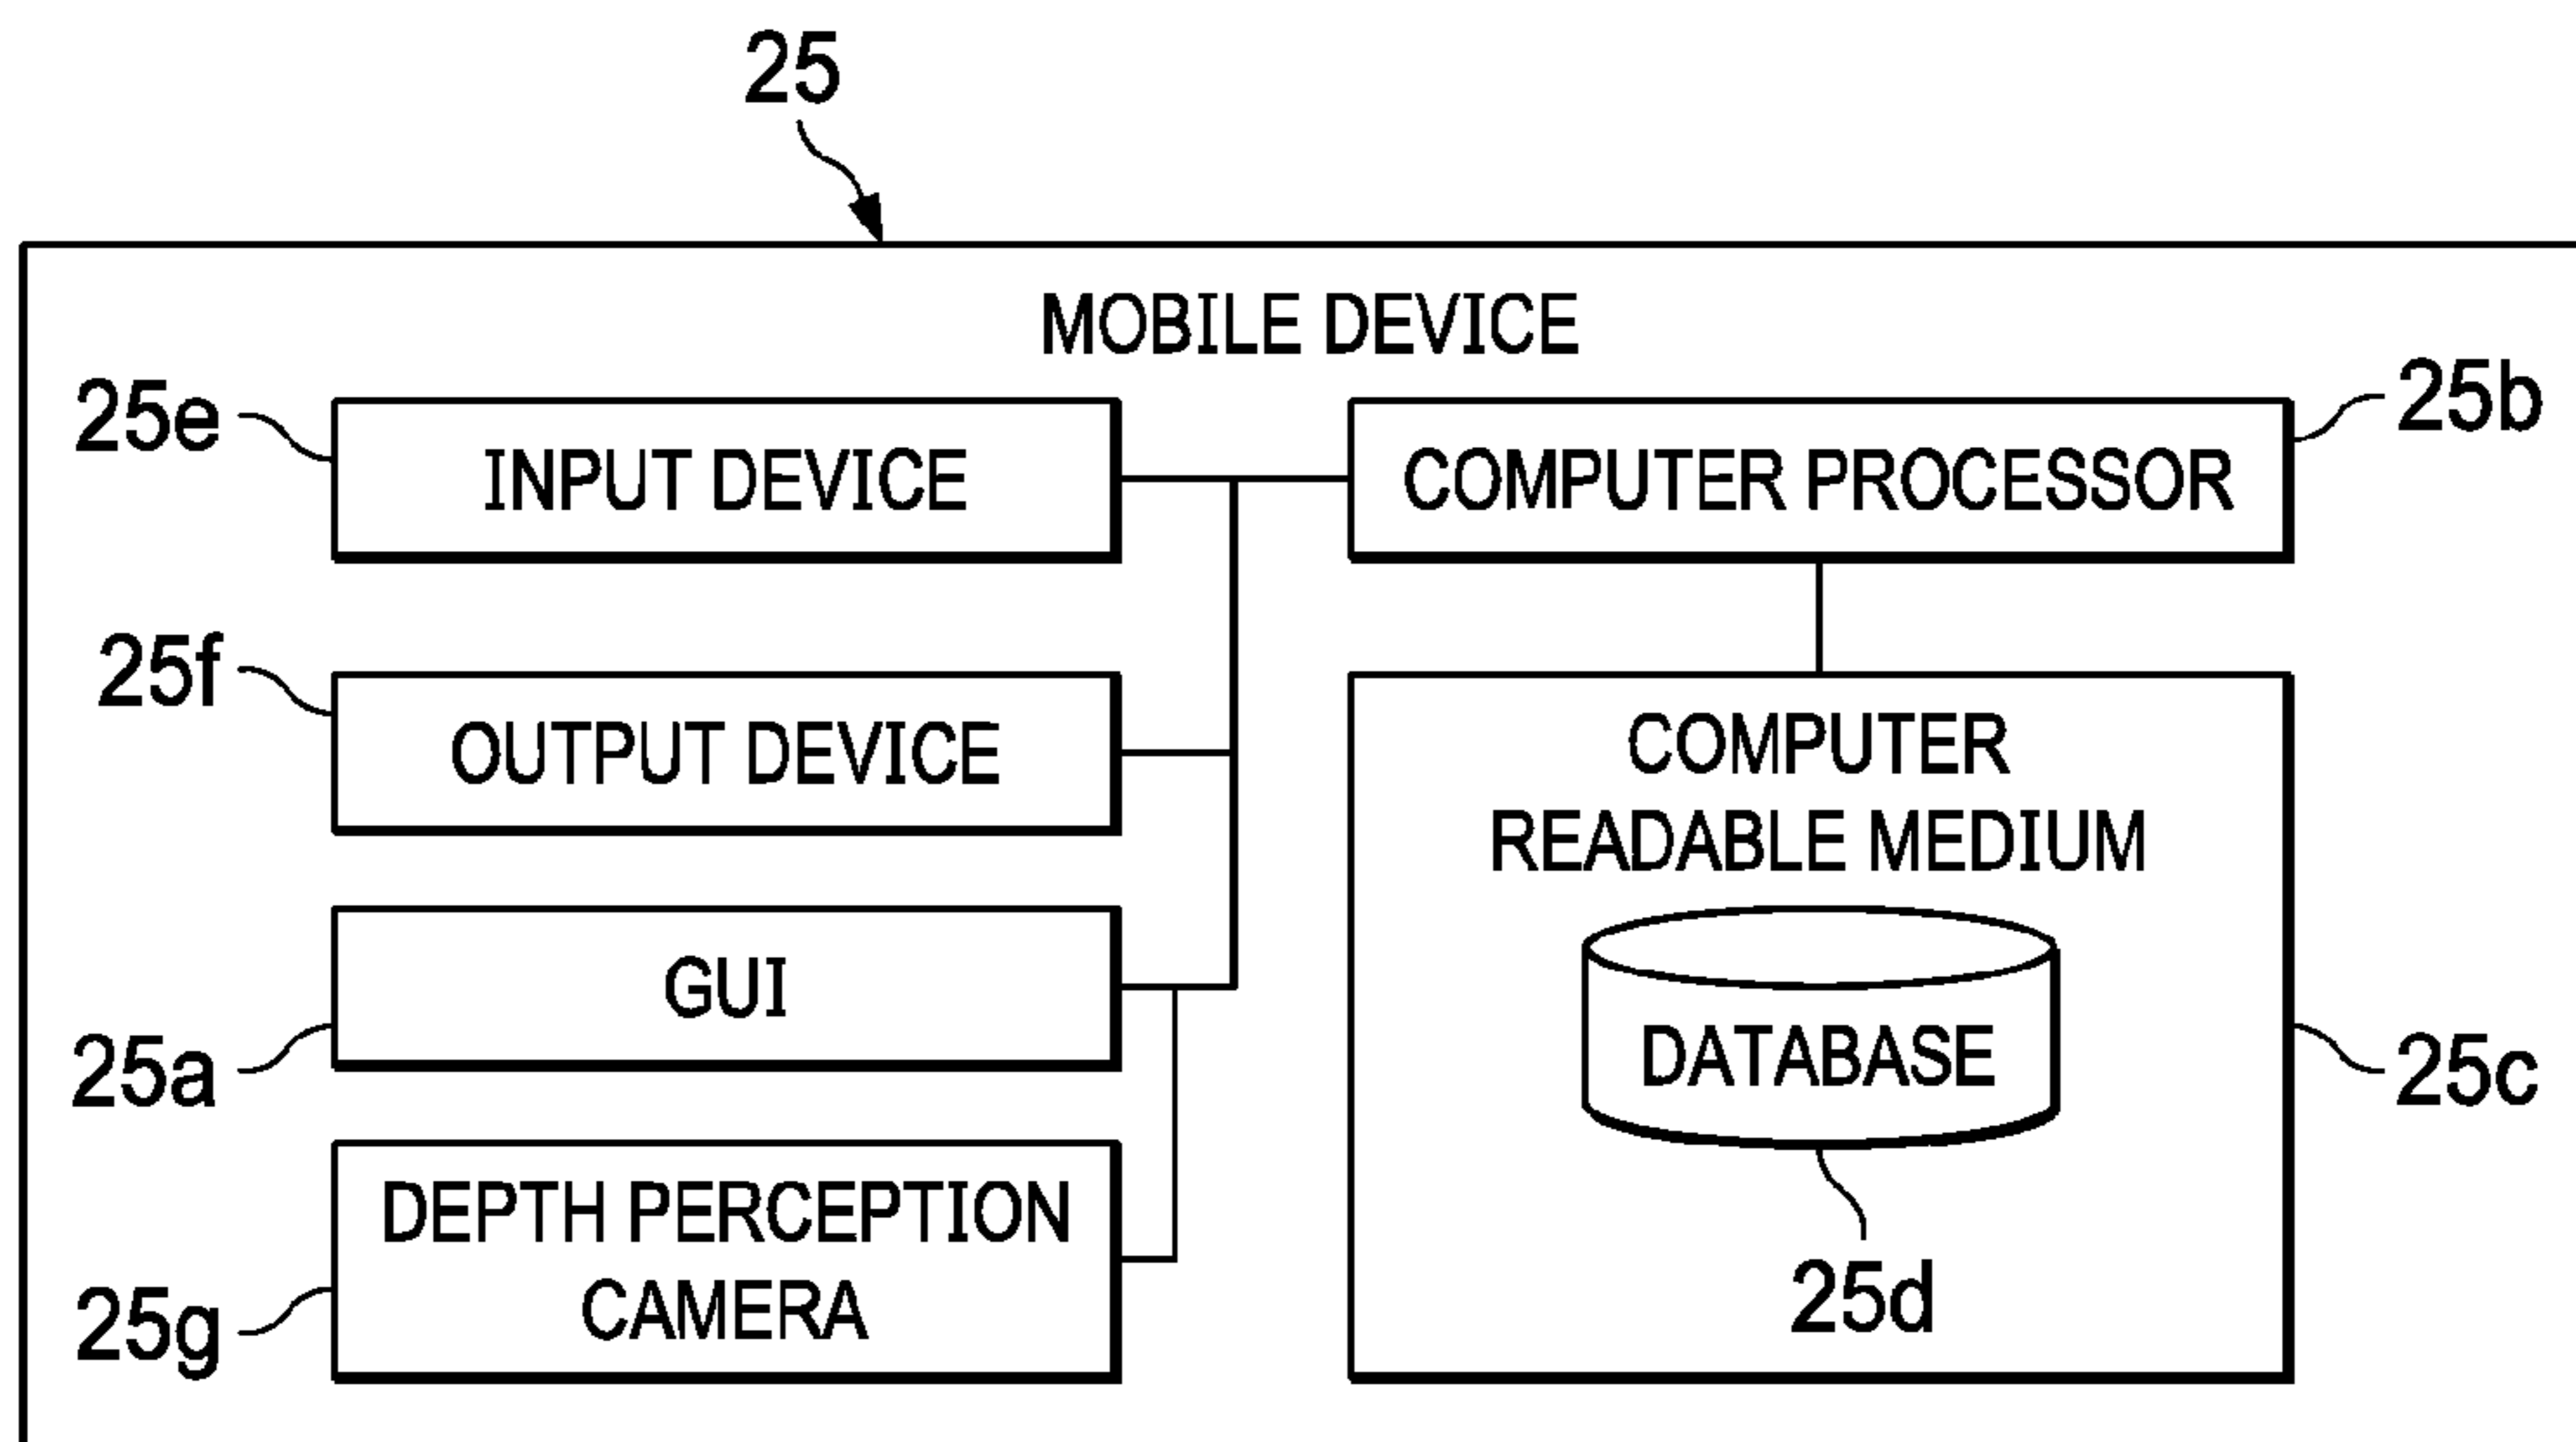 25
MOBILE DEVICE
25e
INPUT DEVICE
COMPUTER PROCESSOR
25b
25f
OUTPUT DEVICE
COMPUTER
READABLE MEDIUM
GUI
25a
DATABASE
25c
DEPTH PERCEPTION
CAMERA
25g
25d